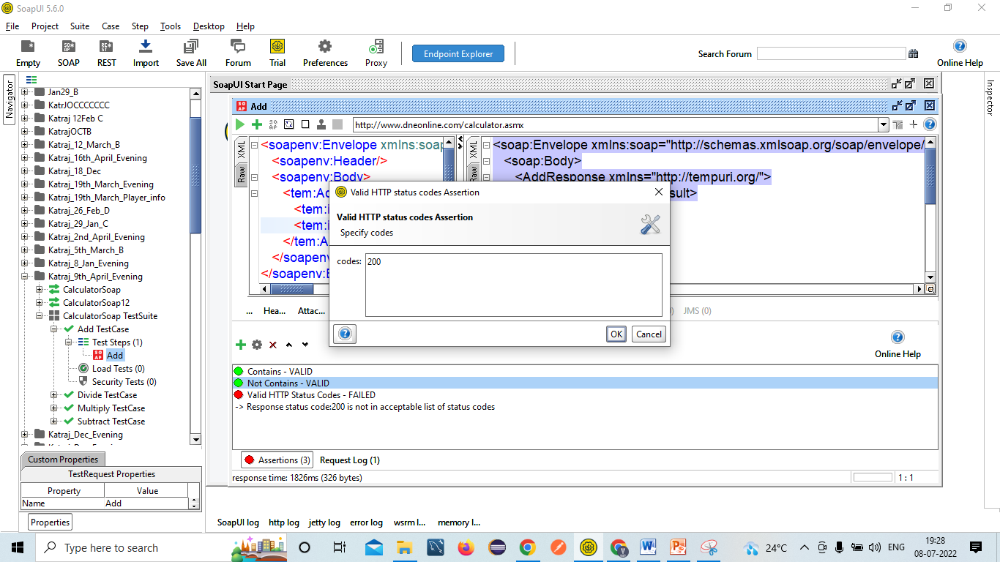 SoapUI 5.6.0
File Project Suite Case Step Tools Desktop Help
Empty SOAP REST Import Save All Forum Trial Preferences Proxy Endpoint Explorer Search Forum Online Help
Navigator
Jan29_B
KatrJOCCCCCCC
Katraj 12Feb C
KatrajOCTB
Katraj_12_March_B
Katraj_16th_April_Evening
Katraj_18_Dec
Katraj_19th_March_Evening
Katraj_19th_March_Player_info
Katraj_26_Feb_D
Katraj_29_Jan_C
Katraj_2nd_April_Evening
Katraj_5th_March_B
Katraj_8_Jan_Evening
Katraj_9th_April_Evening
CalculatorSoap
CalculatorSoap12
CalculatorSoap TestSuite
Add TestCase
Test Steps (1)
Add
Load Tests (0)
Security Tests (0)
Divide TestCase
Multiply TestCase
Subtract TestCase
Katraj_Dec_Evening
Custom Properties
TestRequest Properties
Property Value
Name Add
Properties
SoapUI Start Page
Add
http://www.dneonline.com/calculator.asmx
XML
Raw
<soapenv:Envelope xmlns:soap
<soapenv:Header/>
<soapenv:Body>
<tem:Ad
<tem:i
<tem:i
</tem:A
</soapenv
</soapenv:E
XML
Raw
<soap:Envelope xmlns:soap="http://schemas.xmlsoap.org/soap/envelope/
<soap:Body>
<AddResponse xmlns="http://tempuri.org/">
sult>
Valid HTTP status codes Assertion
Valid HTTP status codes Assertion
Specify codes
codes: 200
OK Cancel
... Hea... Attac... 0) JMS (0)
Online Help
Contains - VALID
Not Contains - VALID
Valid HTTP Status Codes - FAILED
-> Response status code:200 is not in acceptable list of status codes
Assertions (3) Request Log (1)
response time: 1826ms (326 bytes) 1 : 1
Inspector
SoapUI log http log jetty log error log wsrm l... memory l...
Type here to search
24°C ENG
19:28
08-07-2022